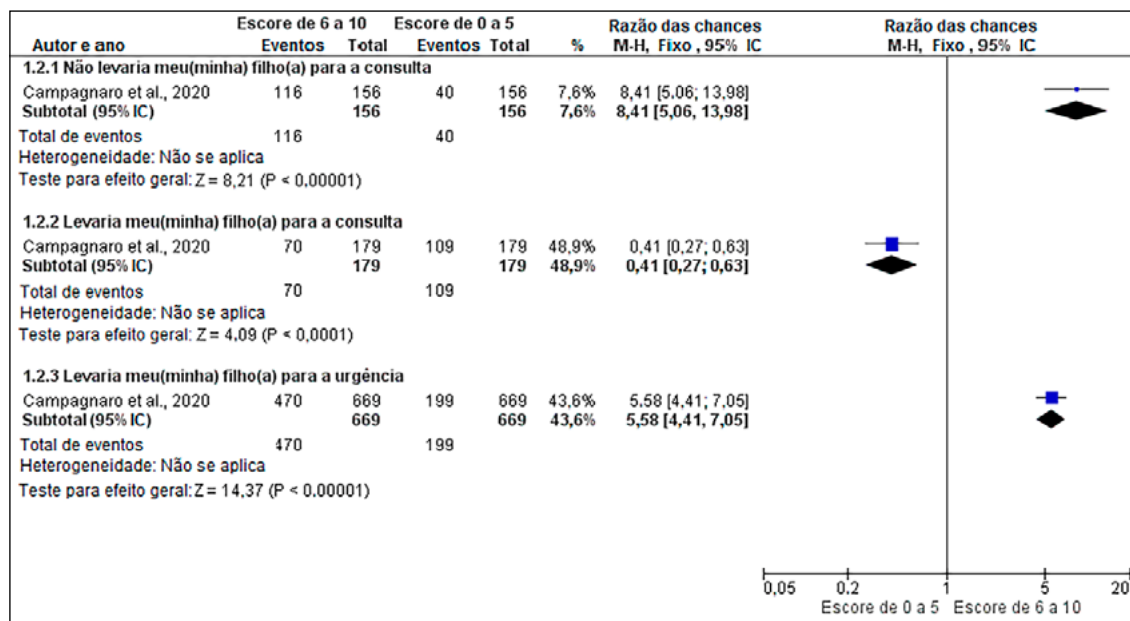 Escore de 6 a 10 Escore de 0 a 5 Razão das chances Razão das chances
Autor e ano Eventos Total Eventos Total % M-H, Fixo , 95% IC M-H, Fixo , 95% IC
1.2.1 Não levaria meu(minha) filho(a) para a consulta
Campagnaro et al., 2020 116 156 40 156 7,6% 8,41 [5,06; 13,98]
Subtotal (95% IC) 156 156 7,6% 8,41 [5,06, 13,98]
Total de eventos 116 40
Heterogeneidade: Não se aplica
Teste para efeito geral: Z = 8,21 (P < 0,00001)
1.2.2 Levaria meu(minha) filho(a) para a consulta
Campagnaro et al., 2020 70 179 109 179 48,9% 0,41 [0,27; 0,63]
Subtotal (95% IC) 179 179 48,9% 0,41 [0,27; 0,63]
Total de eventos 70 109
Heterogeneidade: Não se aplica
Teste para efeito geral: Z = 4,09 (P < 0,0001)
1.2.3 Levaria meu(minha) filho(a) para a urgência
Campagnaro et al., 2020 470 669 199 669 43,6% 5,58 [4,41; 7,05]
Subtotal (95% IC) 669 669 43,6% 5,58 [4,41, 7,05]
Total de eventos 470 199
Heterogeneidade: Não se aplica
Teste para efeito geral: Z = 14,37 (P < 0.00001)
0,05 0.2 1 5 20
Escore de 0 a 5 Escore de 6 a 10